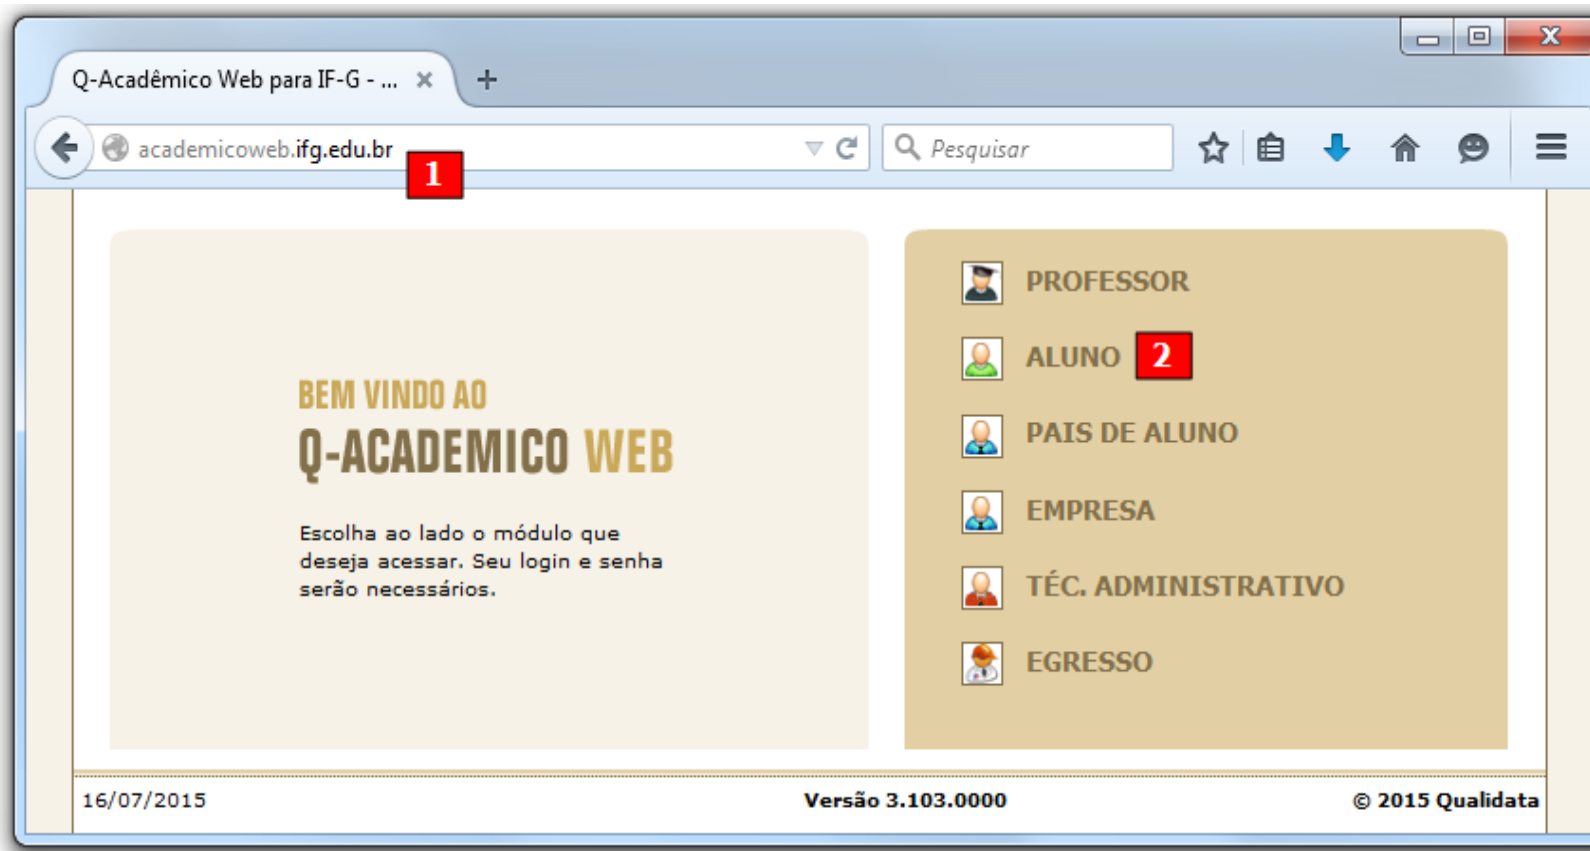 Q-Acadêmico Web para IF-G - ...
academicoweb.ifg.edu.br
Pesquisar
1
PROFESSOR
ALUNO
2
PAIS DE ALUNO
EMPRESA
TÉC. ADMINISTRATIVO
EGRESSO
BEM VINDO AO
Q-ACADEMICO WEB
Escolha ao lado o módulo que
deseja acessar. Seu login e senha
serão necessários.
16/07/2015
Versão 3.103.0000
© 2015 Qualidata